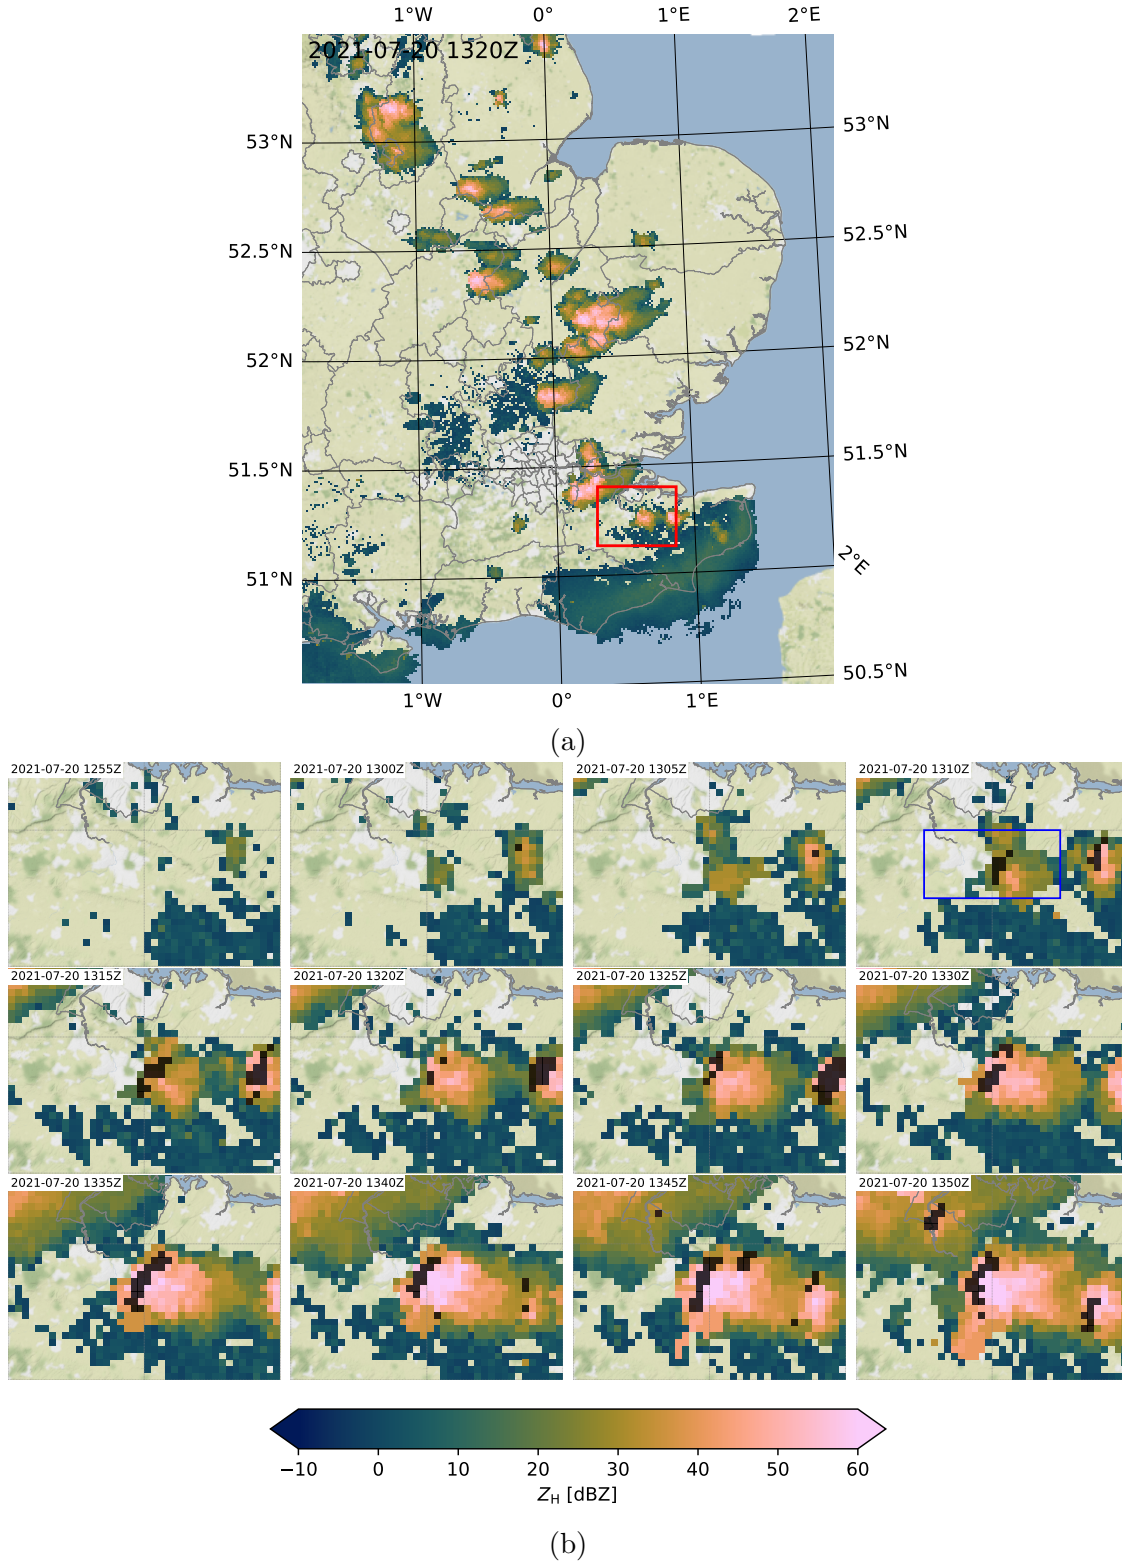 1°W 0° 1°E 2°E
2021-07-20 1320Z
53°N 53°N
52.5°N 52.5°N
52°N 52°N
51.5°N 51.5°N
51°N 2°E
50.5°N
1°W 0° 1°E
(a)
2021-07-20 1255Z 2021-07-20 1300Z 2021-07-20 1305Z 2021-07-20 1310Z
2021-07-20 1315Z 2021-07-20 1320Z 2021-07-20 1325Z 2021-07-20 1330Z
2021-07-20 1335Z 2021-07-20 1340Z 2021-07-20 1345Z 2021-07-20 1350Z
−10 0 10 20 30 40 50 60
Z_H [dBZ]
(b)